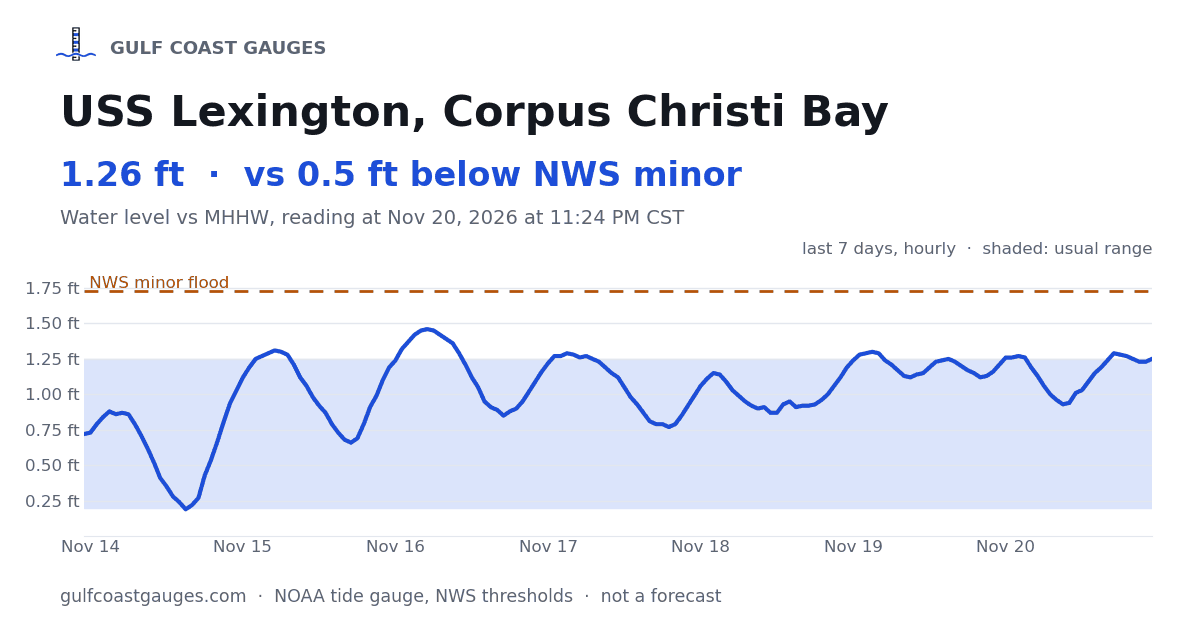 GULF COAST GAUGES
USS Lexington, Corpus Christi Bay
1.26 ft · vs 0.5 ft below NWS minor
Water level vs MHHW, reading at Nov 20, 2026 at 11:24 PM CST
last 7 days, hourly · shaded: usual range
NWS minor flood
1.75 ft
1.50 ft
1.25 ft
1.00 ft
0.75 ft
0.50 ft
0.25 ft
Nov 14 Nov 15 Nov 16 Nov 17 Nov 18 Nov 19 Nov 20
gulfcoastgauges.com · NOAA tide gauge, NWS thresholds · not a forecast